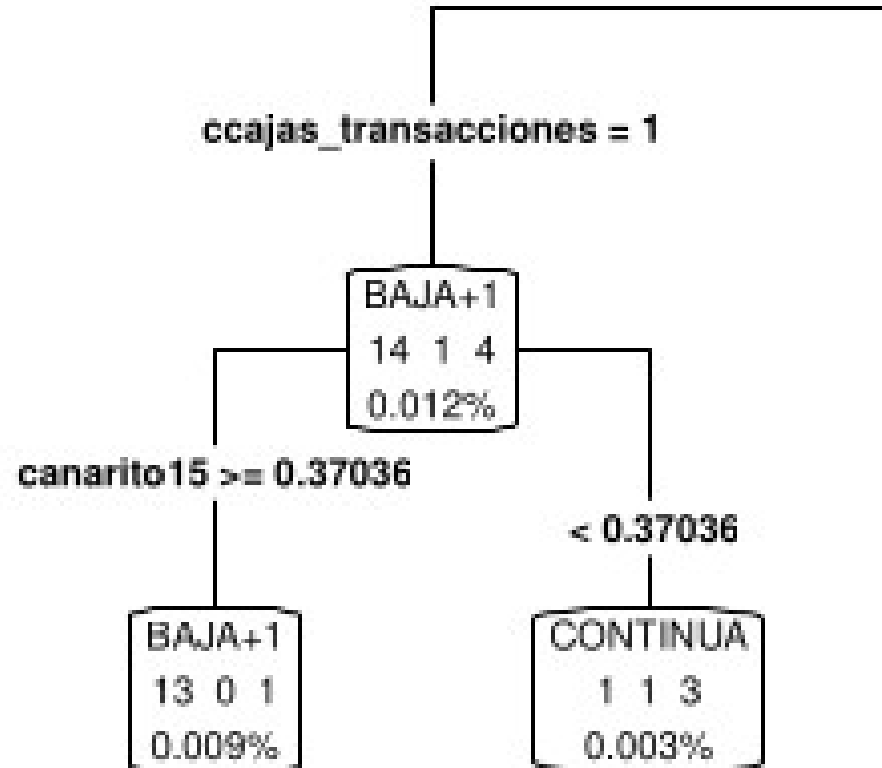 ccajas_transacciones = 1
BAJA+1
14 1 4
0.012%
canarito15 >= 0.37036
< 0.37036
BAJA+1
13 0 1
0.009%
CONTINUA
1 1 3
0.003%